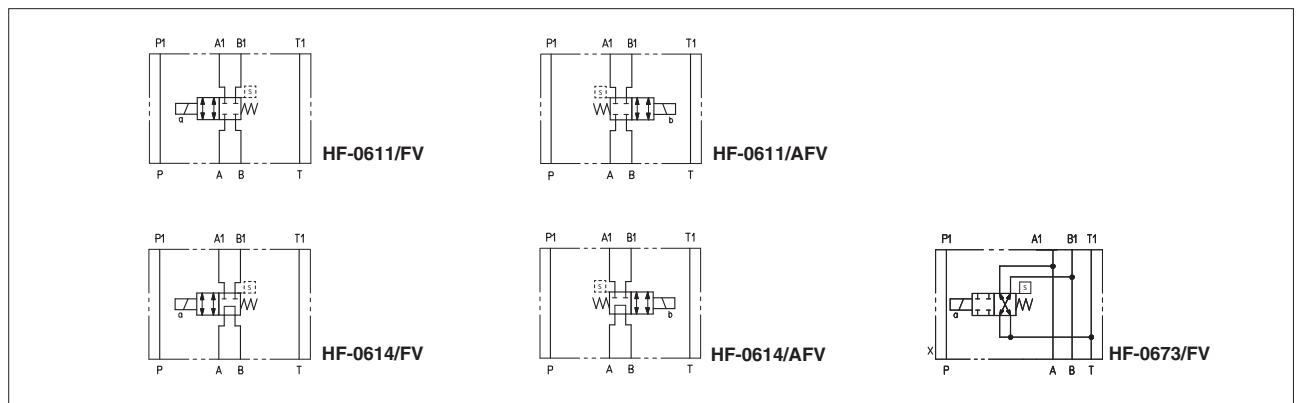 P1 A1 B1 T1
S
a
HF-0611/FV
P A B T
P1 A1 B1 T1
S
b
HF-0611/AFV
P A B T
P1 A1 B1 T1
S
a
HF-0614/FV
P A B T
P1 A1 B1 T1
S
b
HF-0614/AFV
P A B T
P1 A1 B1 T1
S
a
X
HF-0673/FV
P A B T